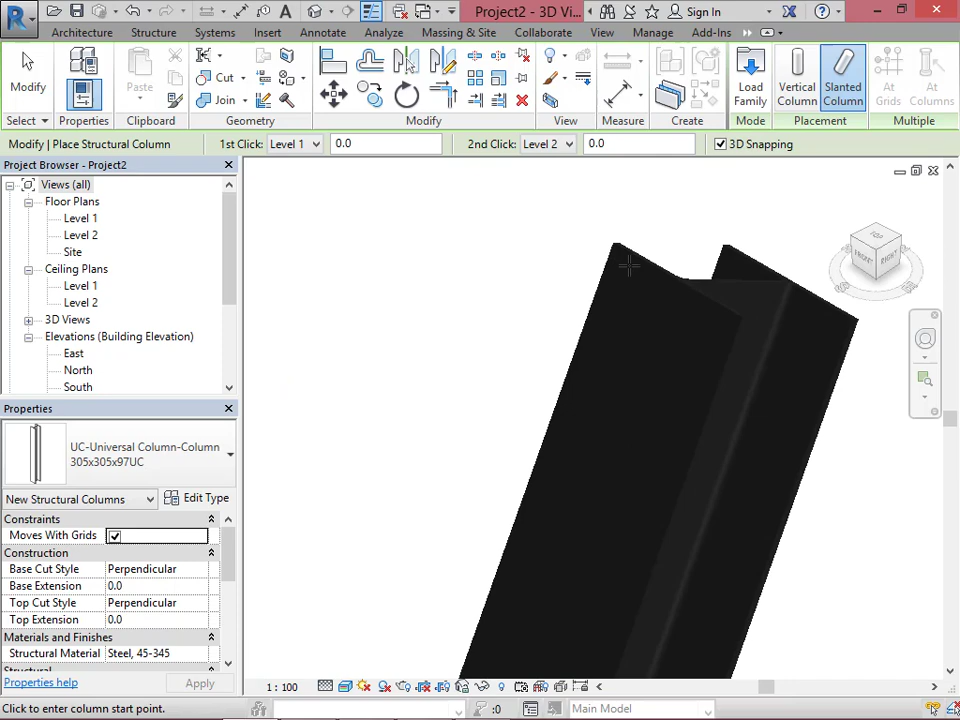 Project2 - 3D Vi...
Sign In
Architecture Structure Systems Insert Annotate Analyze Massing & Site Collaborate View Manage Add-Ins
Modify
Paste
Cut
Join
Load Family
Vertical Column
Slanted Column
At Grids
At Columns
Select Properties Clipboard Geometry Modify View Measure Create Mode Placement Multiple
Modify | Place Structural Column 1st Click: Level 1 0.0 2nd Click: Level 2 0.0 3D Snapping
Project Browser - Project2
Views (all)
Floor Plans
Level 1
Level 2
Site
Ceiling Plans
Level 1
Level 2
3D Views
Elevations (Building Elevation)
East
North
South
FRONT RIGHT
Properties
UC-Universal Column-Column
305x305x97UC
New Structural Columns Edit Type
Constraints
Moves With Grids
Construction
Base Cut Style Perpendicular
Base Extension 0.0
Top Cut Style Perpendicular
Top Extension 0.0
Materials and Finishes
Structural Material Steel, 45-345
Structural
Properties help Apply
1 : 100
Click to enter column start point. :0 Main Model